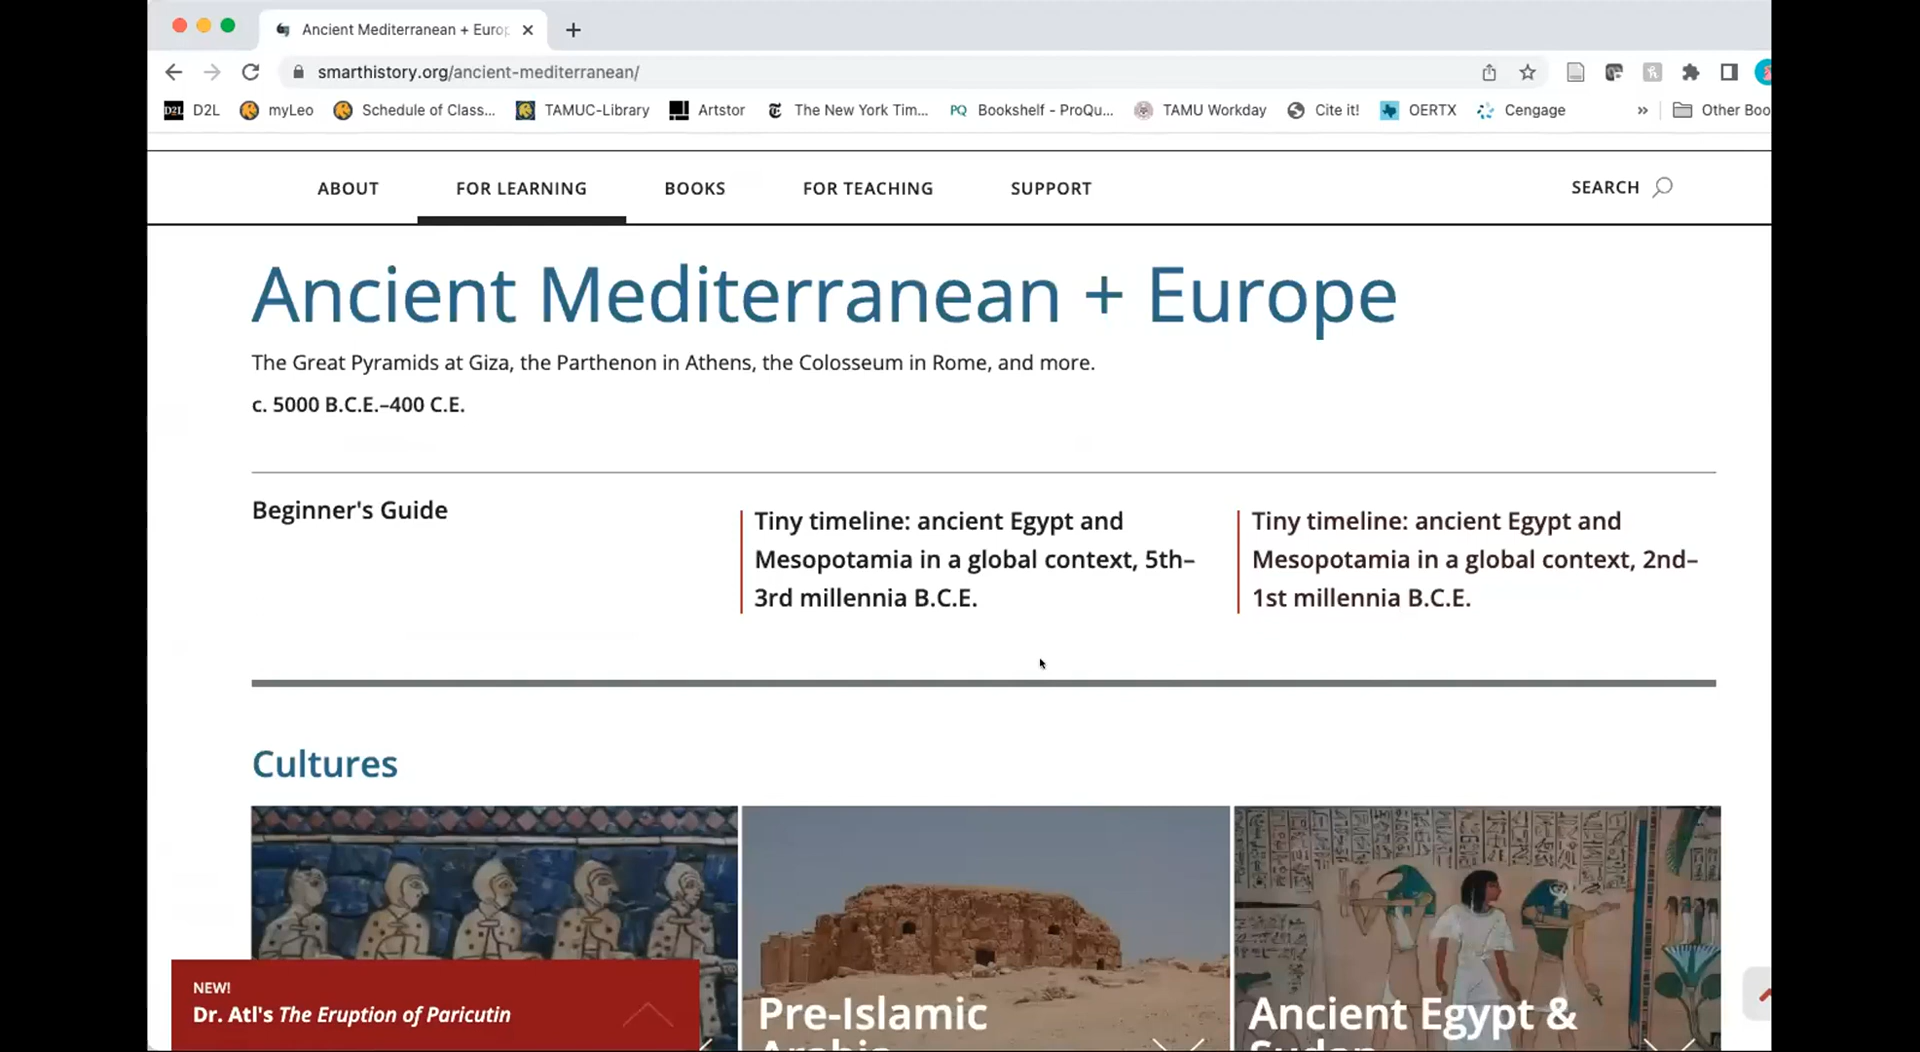 Ancient Mediterranean + Europ
smarthistory.org/ancient-mediterranean/
D2L D2L myLeo Schedule of Class... TAMUC-Library Artstor The New York Tim... PQ Bookshelf - ProQu... TAMU Workday Cite it! OERTX Cengage » Other Boo
ABOUT FOR LEARNING BOOKS FOR TEACHING SUPPORT SEARCH
Ancient Mediterranean + Europe
The Great Pyramids at Giza, the Parthenon in Athens, the Colosseum in Rome, and more.
c. 5000 B.C.E.–400 C.E.
Beginner's Guide
Tiny timeline: ancient Egypt and
Mesopotamia in a global context, 5th–
3rd millennia B.C.E.
Tiny timeline: ancient Egypt and
Mesopotamia in a global context, 2nd–
1st millennia B.C.E.
Cultures
NEW!
Dr. Atl's The Eruption of Paricutin
Pre-Islamic
Arabia
Ancient Egypt &
Sudan